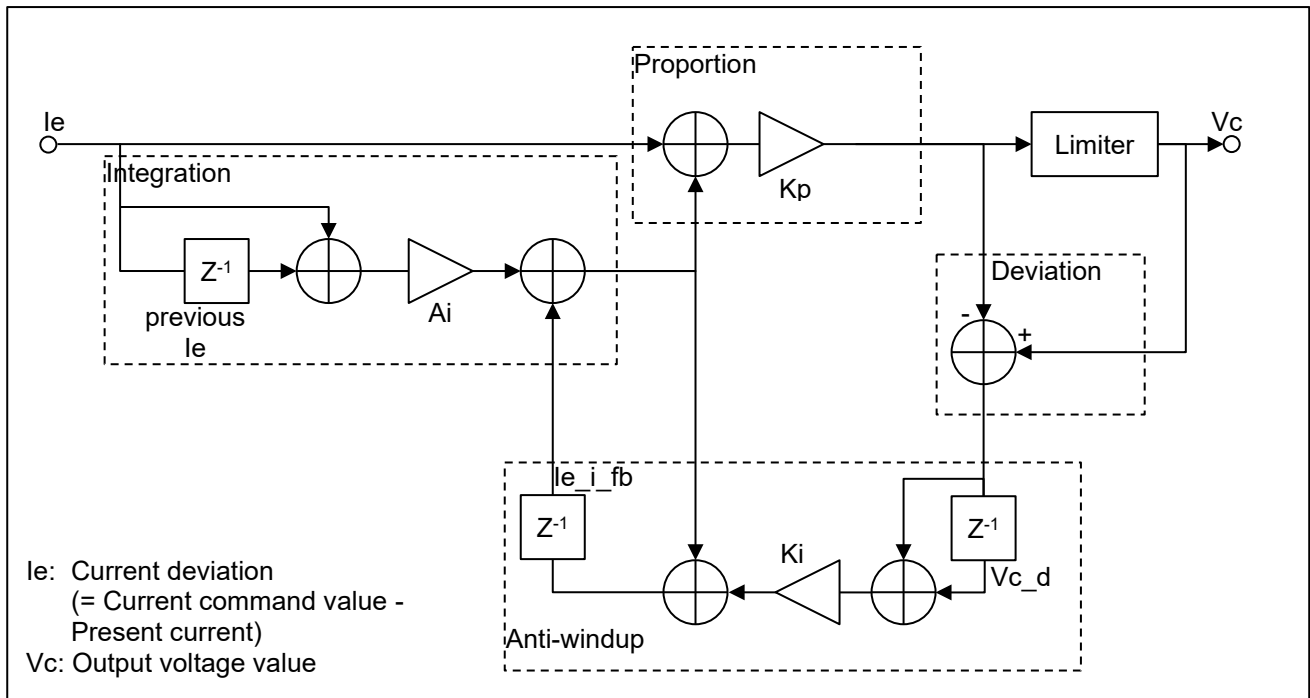 Proportion
Ie
Vc
Limiter
Kp
Integration
Z-1
previous
Ie
Ai
Deviation
-
+
Ie_i_fb
Z-1
Z-1
Ki
Vc_d
Anti-windup
Ie: Current deviation
(= Current command value -
Present current)
Vc: Output voltage value